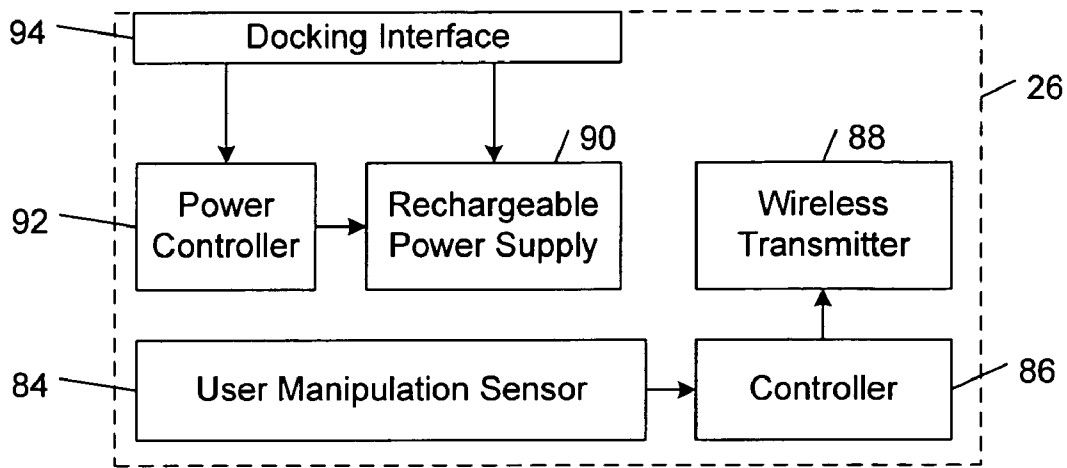 94
Docking Interface
26
90
88
92
Power
Controller
Rechargeable
Power Supply
Wireless
Transmitter
84
User Manipulation Sensor
Controller
86